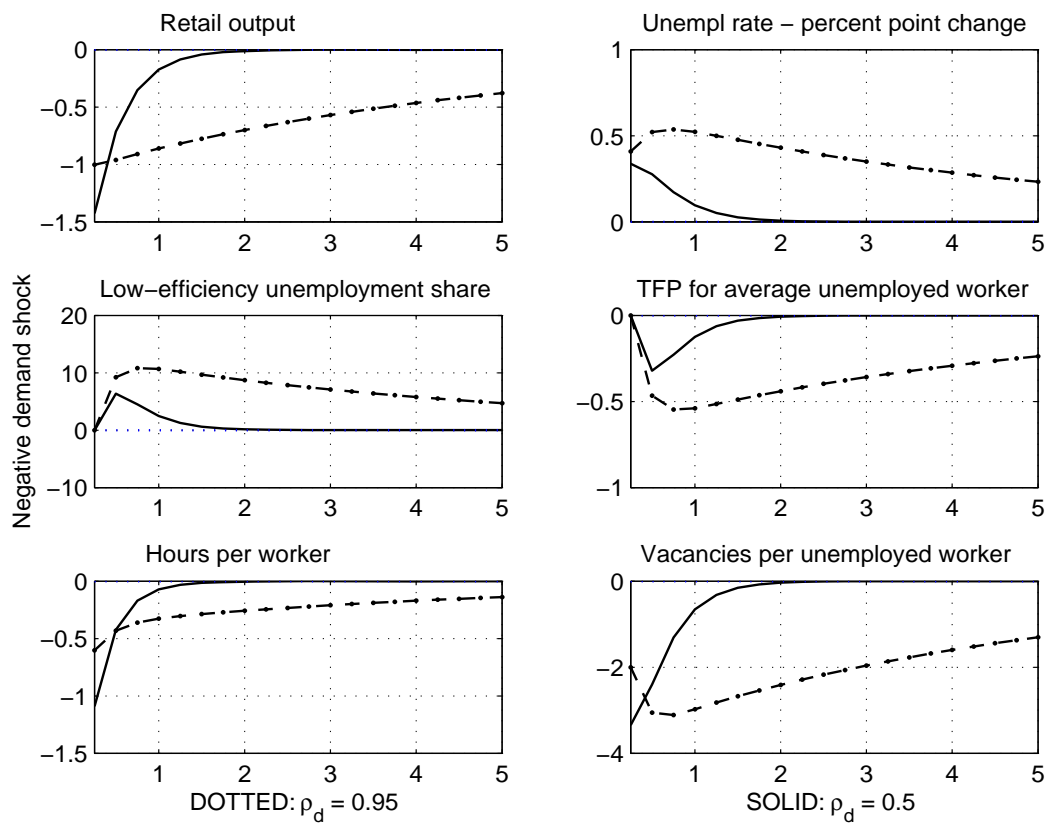 Retail output
0
−0.5
−1
−1.5
1 2 3 4 5
Unempl rate − percent point change
1
0.5
0
1 2 3 4 5
Negative demand shock
Low−efficiency unemployment share
20
10
0
−10
1 2 3 4 5
TFP for average unemployed worker
0
−0.5
−1
1 2 3 4 5
Hours per worker
0
−0.5
−1
−1.5
1 2 3 4 5
DOTTED: ρd = 0.95
Vacancies per unemployed worker
0
−2
−4
1 2 3 4 5
SOLID: ρd = 0.5